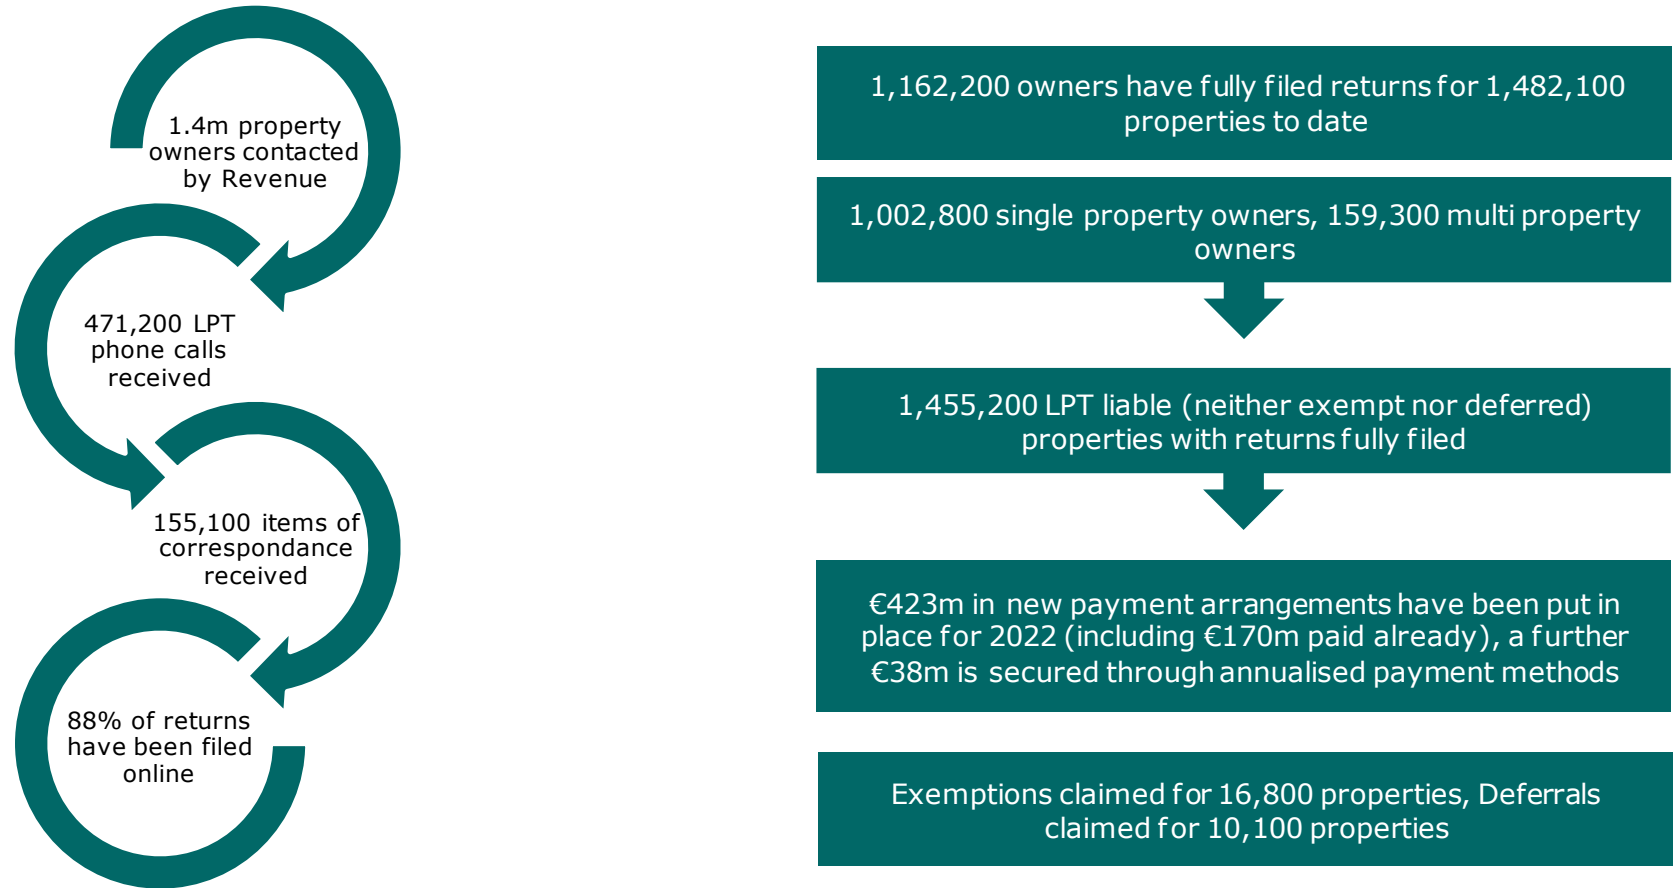 1.4m property
owners contacted
by Revenue
471,200 LPT
phone calls
received
155,100 items of
correspondance
received
88% of returns
have been filed
online
1,162,200 owners have fully filed returns for 1,482,100
properties to date
1,002,800 single property owners, 159,300 multi property
owners
1,455,200 LPT liable (neither exempt nor deferred)
properties with returns fully filed
€423m in new payment arrangements have been put in
place for 2022 (including €170m paid already), a further
€38m is secured through annualised payment methods
Exemptions claimed for 16,800 properties, Deferrals
claimed for 10,100 properties